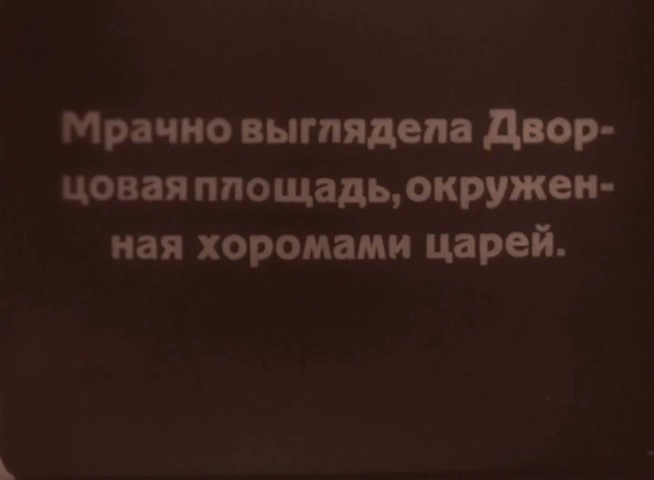 Мрачно выглядела Двор-
цовая площадь, окружен-
ная хоромами царей.